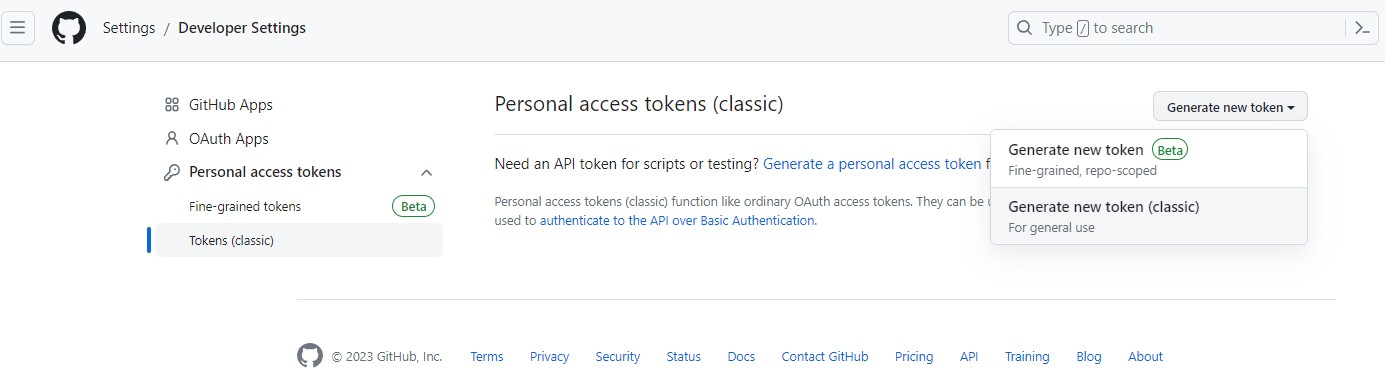 Settings / Developer Settings
Type / to search
GitHub Apps
OAuth Apps
Personal access tokens
Fine-grained tokens Beta
Tokens (classic)
Personal access tokens (classic)
Generate new token
Need an API token for scripts or testing? Generate a personal access token f
Personal access tokens (classic) function like ordinary OAuth access tokens. They can be u
used to authenticate to the API over Basic Authentication.
Generate new token Beta
Fine-grained, repo-scoped
Generate new token (classic)
For general use
© 2023 GitHub, Inc. Terms Privacy Security Status Docs Contact GitHub Pricing API Training Blog About